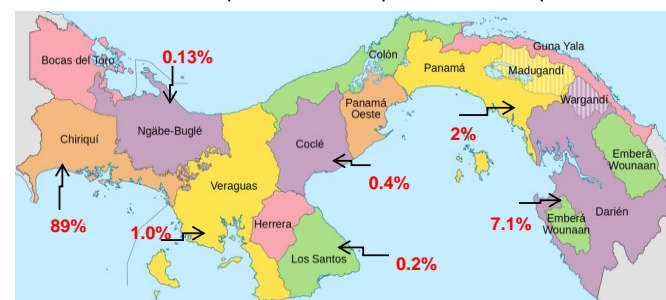 Bocas del Toro
0.13%
Colón
Guna Yala
Panamá
Madugandí
Wargandí
Panamá
Oeste
Ngäbe-Buglé
Chiriquí
Coclé
2%
Emberá
Wounaan
0.4%
Veraguas
89%
1.0%
Herrera
7.1%
Emberá
Wounaan
Darién
Los Santos
0.2%